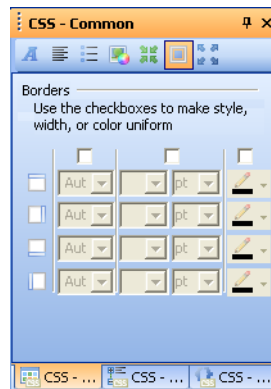 CSS - Common
Borders
Use the checkboxes to make style,
width, or color uniform
Aut pt
Aut pt
Aut pt
Aut pt
CSS - ... CSS - ... CSS - ...